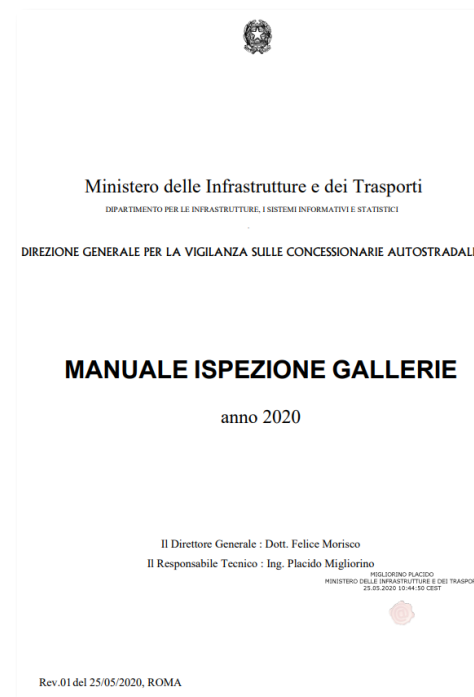 Ministero delle Infrastrutture e dei Trasporti
DIPARTIMENTO PER LE INFRASTRUTTURE, I SISTEMI INFORMATIVI E STATISTICI
DIREZIONE GENERALE PER LA VIGILANZA SULLE CONCESSIONARIE AUTOSTRADALI
MANUALE ISPEZIONE GALLERIE
anno 2020
Il Direttore Generale : Dott. Felice Morisco
Il Responsabile Tecnico : Ing. Placido Migliorino
MIGLIORINO PLACIDO
MINISTERO DELLE INFRASTRUTTURE E DEI TRASPOR
25.05.2020 10:44:50 CEST
Rev.01 del 25/05/2020, ROMA